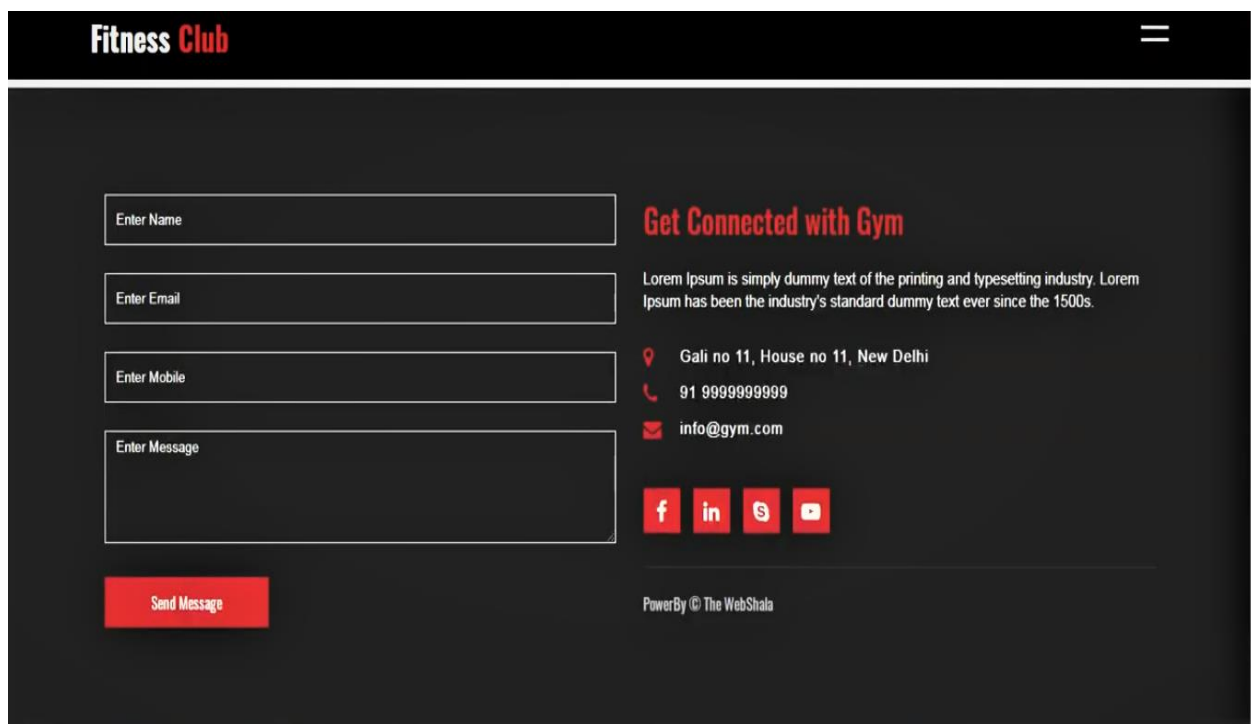 Fitness Club
Enter Name
Enter Email
Enter Mobile
Enter Message
Send Message
Get Connected with Gym
Lorem Ipsum is simply dummy text of the printing and typesetting industry. Lorem
Ipsum has been the industry's standard dummy text ever since the 1500s.
Gali no 11, House no 11, New Delhi
91 9999999999
info@gym.com
PowerBy © The WebShala